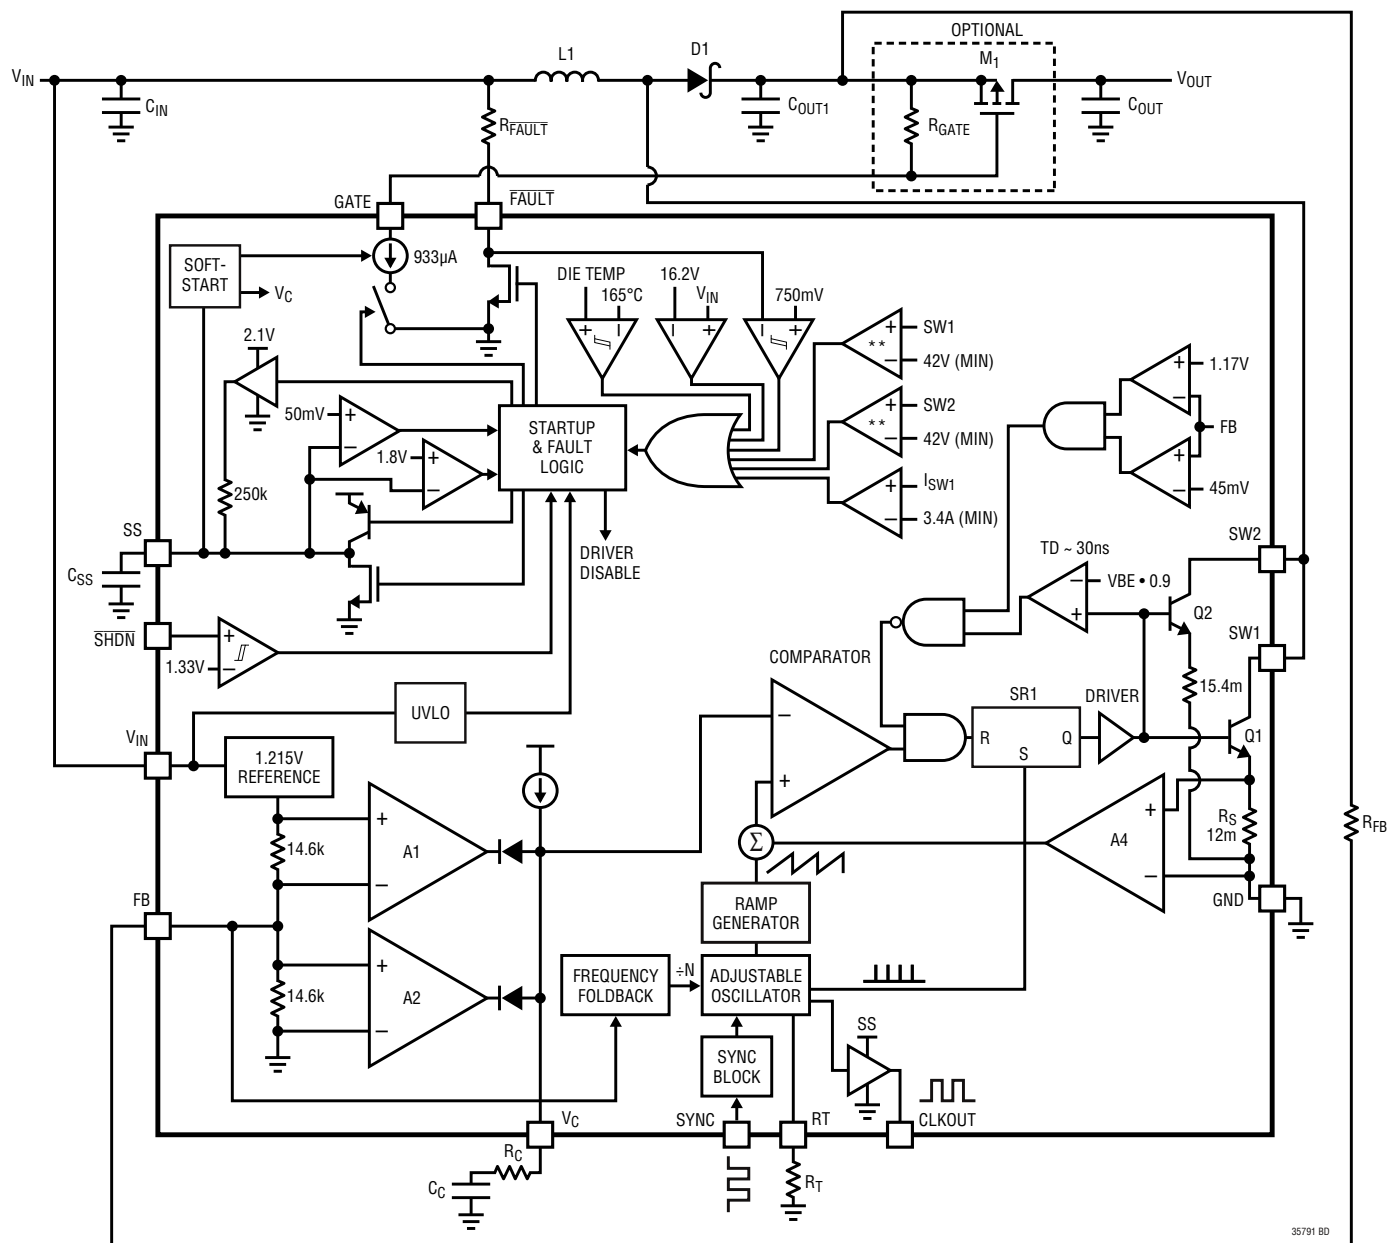 OPTIONAL
L1
D1
M1
VIN
VOUT
CIN
RFAULT
COUT1
RGATE
COUT
GATE
FAULT
SOFT-
START
933µA
VC
DIE TEMP
165°C
16.2V
VIN
750mV
SW1
**
42V (MIN)
2.1V
1.17V
50mV
STARTUP
& FAULT
LOGIC
SW2
**
42V (MIN)
FB
1.8V
250k
ISW1
3.4A (MIN)
45mV
SS
CSS
DRIVER
DISABLE
TD ~ 30ns
VBE • 0.9
SW2
Q2
SHDN
1.33V
SW1
COMPARATOR
15.4m
UVLO
SR1
DRIVER
R
S
Q
Q1
VIN
1.215V
REFERENCE
14.6k
A1
Σ
A4
RS
12m
RFB
RAMP
GENERATOR
GND
FB
14.6k
A2
FREQUENCY
FOLDBACK
÷N
ADJUSTABLE
OSCILLATOR
SS
SYNC
BLOCK
VC
SYNC
RT
CLKOUT
RC
CC
RT
35791 BD